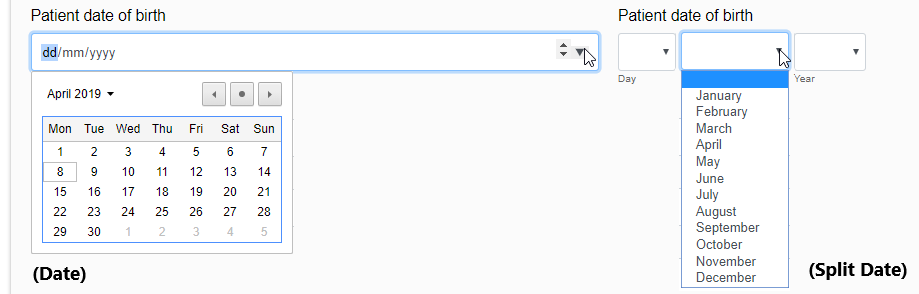 Patient date of birth
dd/mm/yyyy
April 2019
Mon Tue Wed Thu Fri Sat Sun
1 2 3 4 5 6 7
8 9 10 11 12 13 14
15 16 17 18 19 20 21
22 23 24 25 26 27 28
29 30 1 2 3 4 5
(Date)
Patient date of birth
Day
Year
January
February
March
April
May
June
July
August
September
October
November
December
(Split Date)